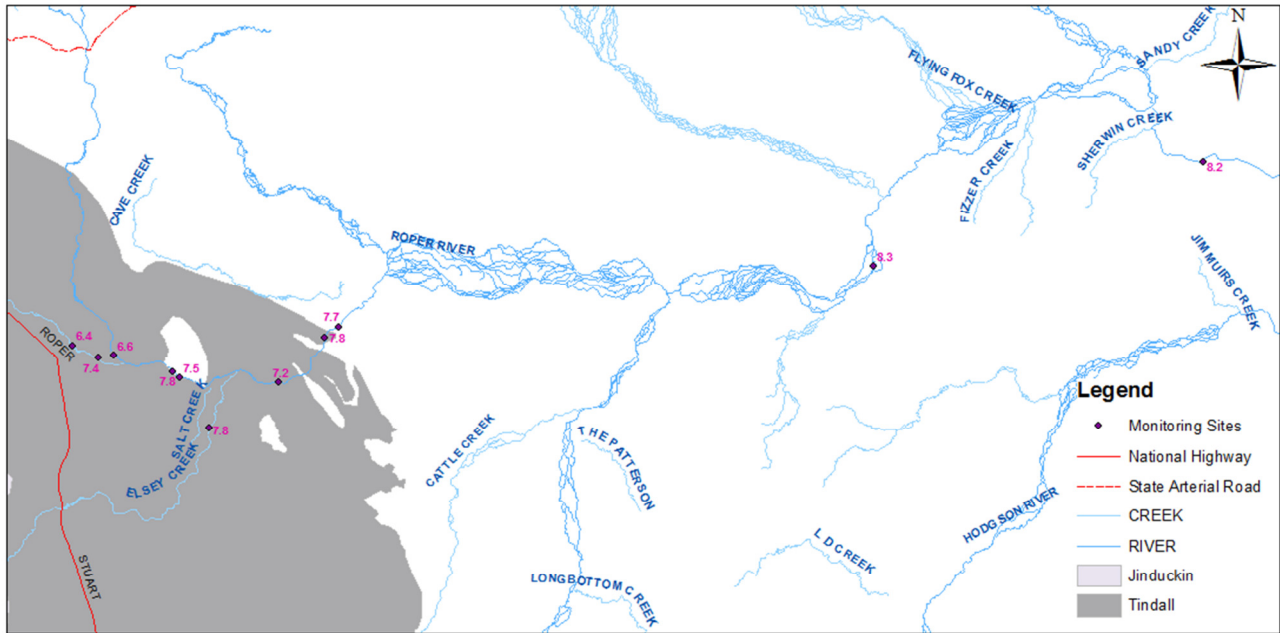 N
SANDY CREEK
FLYING FOX CREEK
SHERWIN CREEK
FIZZER CREEK
8.2
CAVE CREEK
ROPER RIVER
8.3
JIM MUIRS CREEK
7.7
7.8
6.4
ROPER
6.6
7.4
7.5
7.8
7.2
SALT CREEK
7.8
ELSEY CREEK
CATTLE CREEK
THE PATTERSON
HODGSON RIVER
L D CREEK
STUART
LONGBOTTOM CREEK
Legend
Monitoring Sites
National Highway
State Arterial Road
CREEK
RIVER
Jinduckin
Tindall